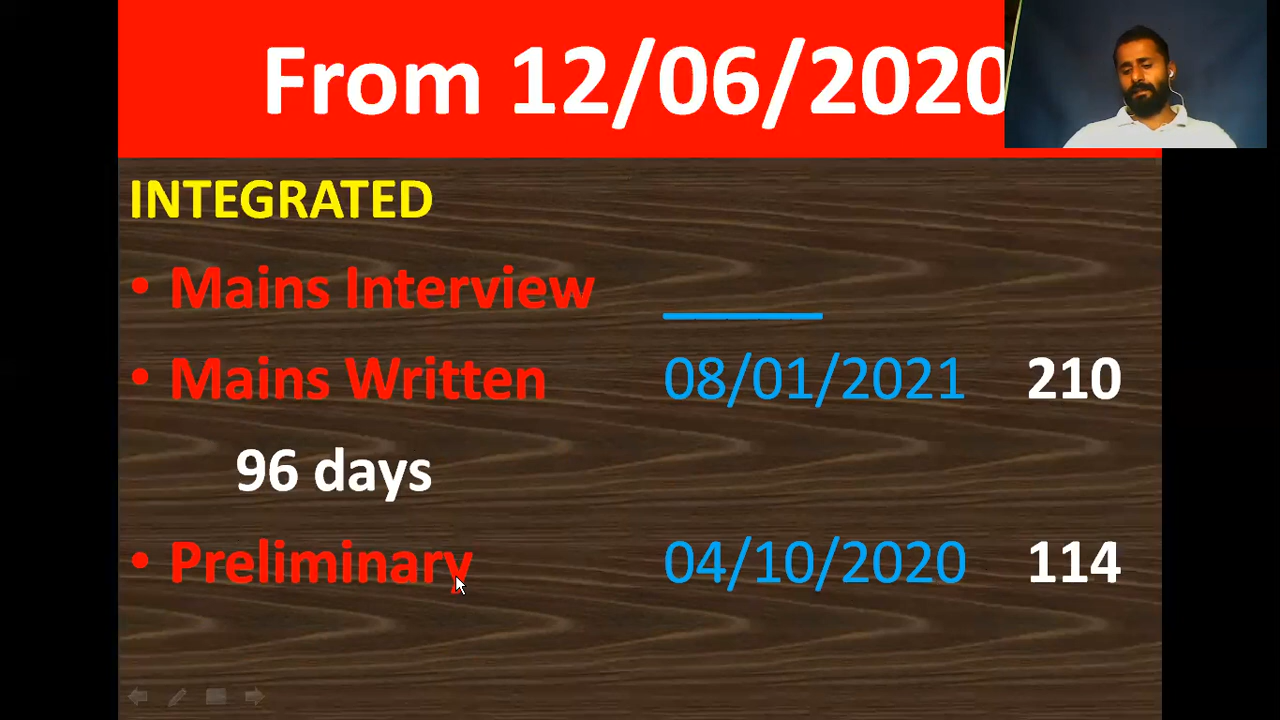 From 12/06/2020
INTEGRATED
• Mains Interview ______
• Mains Written 08/01/2021 210
96 days
• Preliminary 04/10/2020 114